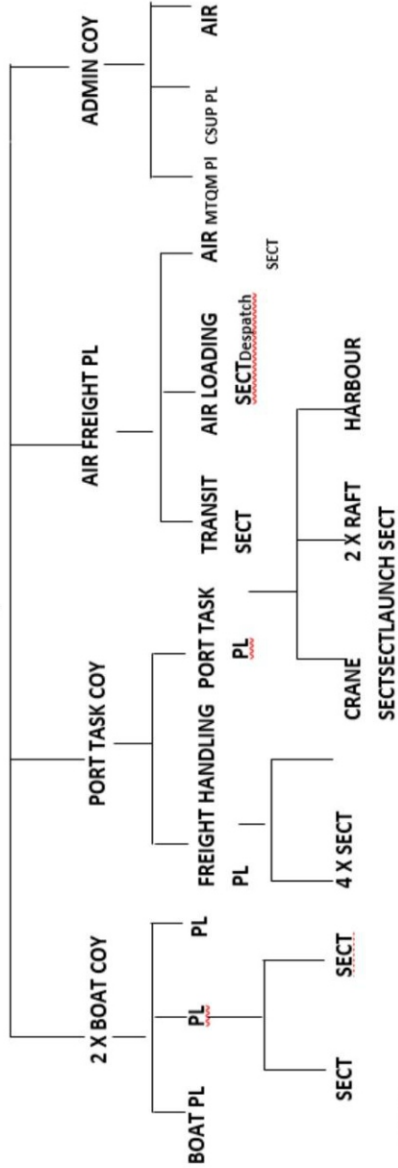 2 X BOAT COY
PORT TASK COY
AIR FREIGHT PL
ADMIN COY
BOAT PL
PL
PL
FREIGHT HANDLING
PL
PORT TASK
PL
TRANSIT
SECT
AIR LOADING
SECTDespatch
AIR
SECT
MTQM Pl
CSUP PL
AIR
SECT
SECT
4 X SECT
CRANE
2 X RAFT
HARBOUR
SECTSECTLAUNCH SECT